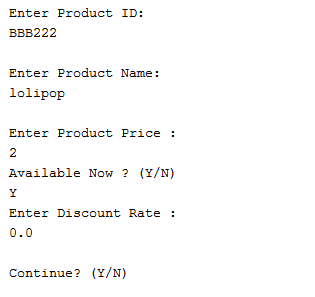 Enter Product ID:
BBB222
Enter Product Name:
lolipop
Enter Product Price :
2
Available Now ? (Y/N)
Y
Enter Discount Rate :
0.0
Continue? (Y/N)